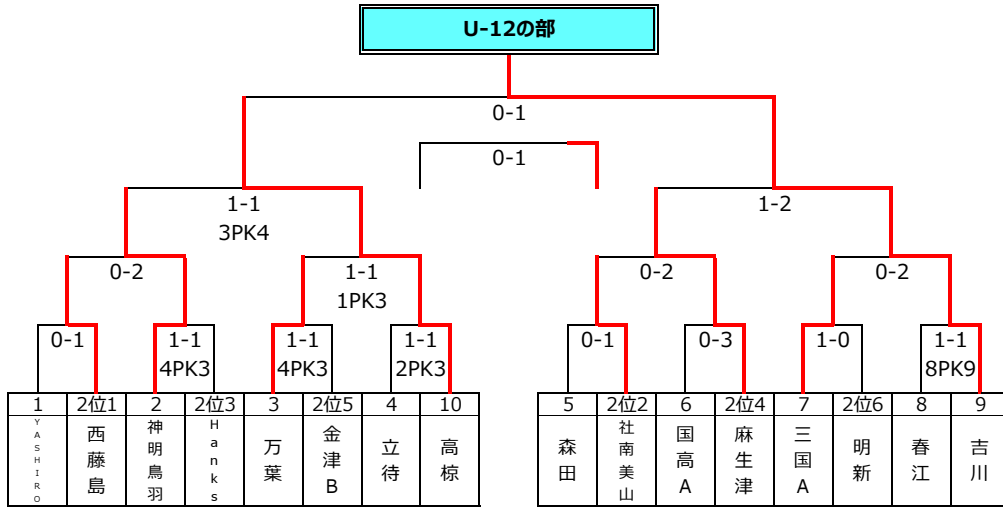 U-12の部
0-1
0-1
1-1
3PK4
1-2
0-2
1-1
1PK3
0-2
0-2
0-1
1-1
4PK3
1-1
4PK3
1-1
2PK3
0-1
0-3
1-0
1-1
8PK9
1 2位1 2 2位3 3 2位5 4 10
5 2位2 6 2位4 7 2位6 8 9
YASHIRO
西藤島
神明鳥羽
Hanks
万葉
金津B
立待
高椋
森田
社南美山
国高A
麻生津
三国A
明新
春江
吉川